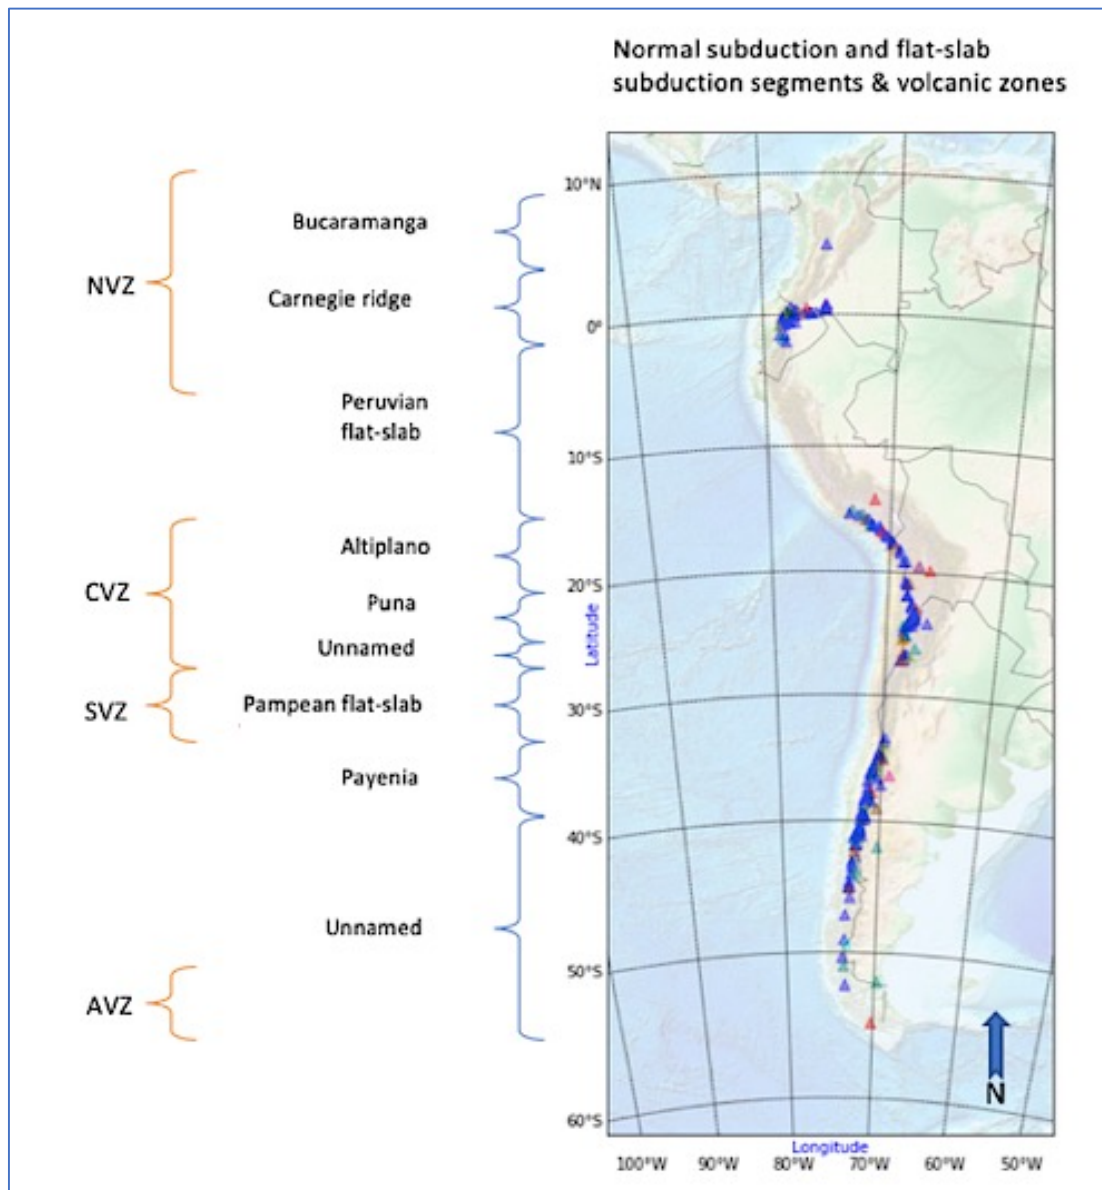 Normal subduction and flat-slab
subduction segments & volcanic zones
NVZ
CVZ
SVZ
AVZ
Bucaramanga
Carnegie ridge
Peruvian
flat-slab
Altiplano
Puna
Unnamed
Pampean flat-slab
Payenia
Unnamed
10°N
0°
10°S
20°S
30°S
40°S
50°S
60°S
Latitude
N
Longitude
100°W 90°W 80°W 70°W 60°W 50°W